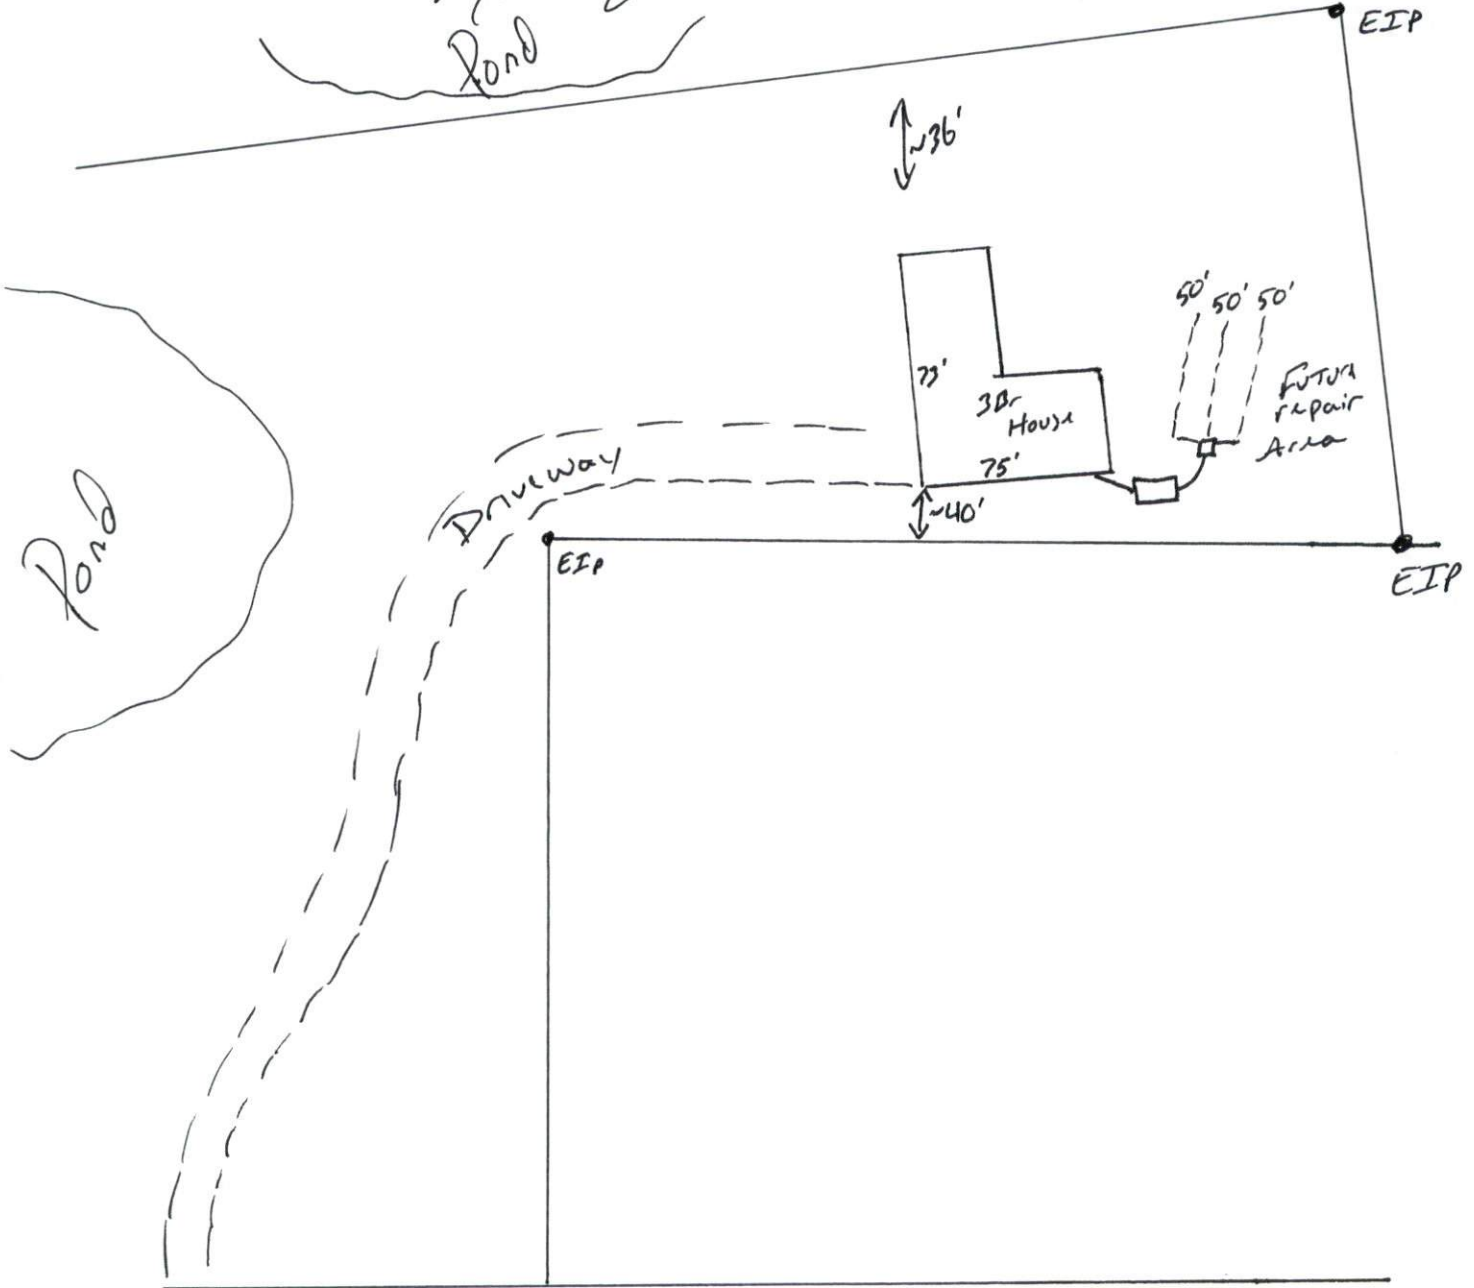 Pond
EIP
~36'
50' 50' 50'
73'
3Br
House
75'
Future
repair
Area
Driveway
~40'
Pond
EIP
EIP